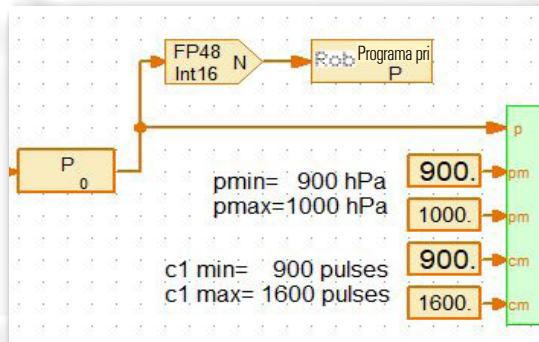 FP48 N
Int16
Rob Programa pri
P
P
0
p
pmin= 900 hPa
pmax=1000 hPa
900. pm
1000. pm
c1 min= 900 pulses
c1 max= 1600 pulses
900. cm
1600. cm